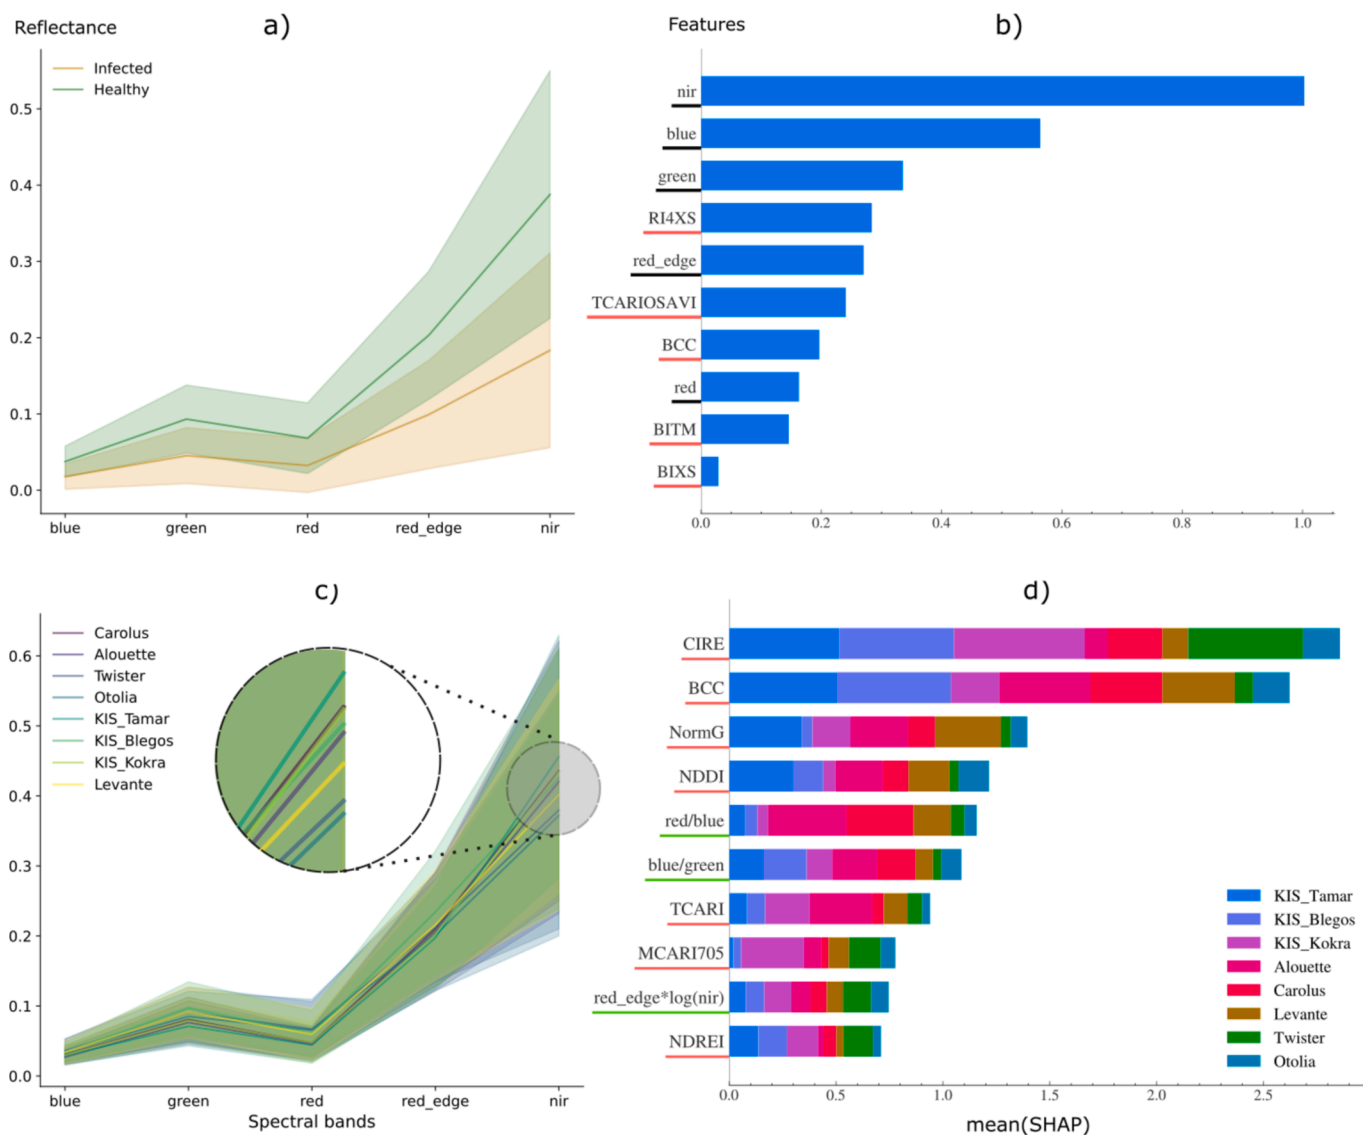 Reflectance
a)
Infected
Healthy
0.5
0.4
0.3
0.2
0.1
0.0
blue green red red_edge nir
Features
b)
nir
blue
green
RI4XS
red_edge
TCARIOSAVI
BCC
red
BITM
BIXS
0.0 0.2 0.4 0.6 0.8 1.0
c)
Carolus
Alouette
Twister
Otolia
KIS_Tamar
KIS_Blegos
KIS_Kokra
Levante
0.6
0.5
0.4
0.3
0.2
0.1
0.0
blue green red red_edge nir
Spectral bands
d)
CIRE
BCC
NormG
NDDI
red/blue
blue/green
TCARI
MCARI705
red_edge*log(nir)
NDREI
KIS_Tamar
KIS_Blegos
KIS_Kokra
Alouette
Carolus
Levante
Twister
Otolia
0.0 0.5 1.0 1.5 2.0 2.5
mean(SHAP)